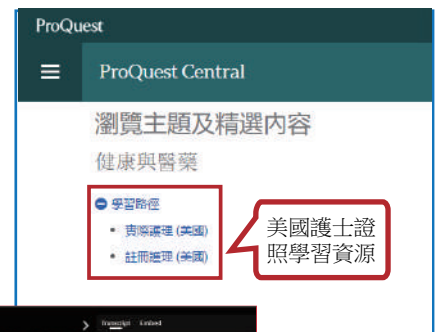 ProQuest
ProQuest Central
瀏覽主題及精選內容
健康與醫藥
學習路徑
• 實際護理 (美國)
• 註冊護理 (美國)
美國護士證
照學習資源
Transcript Embed